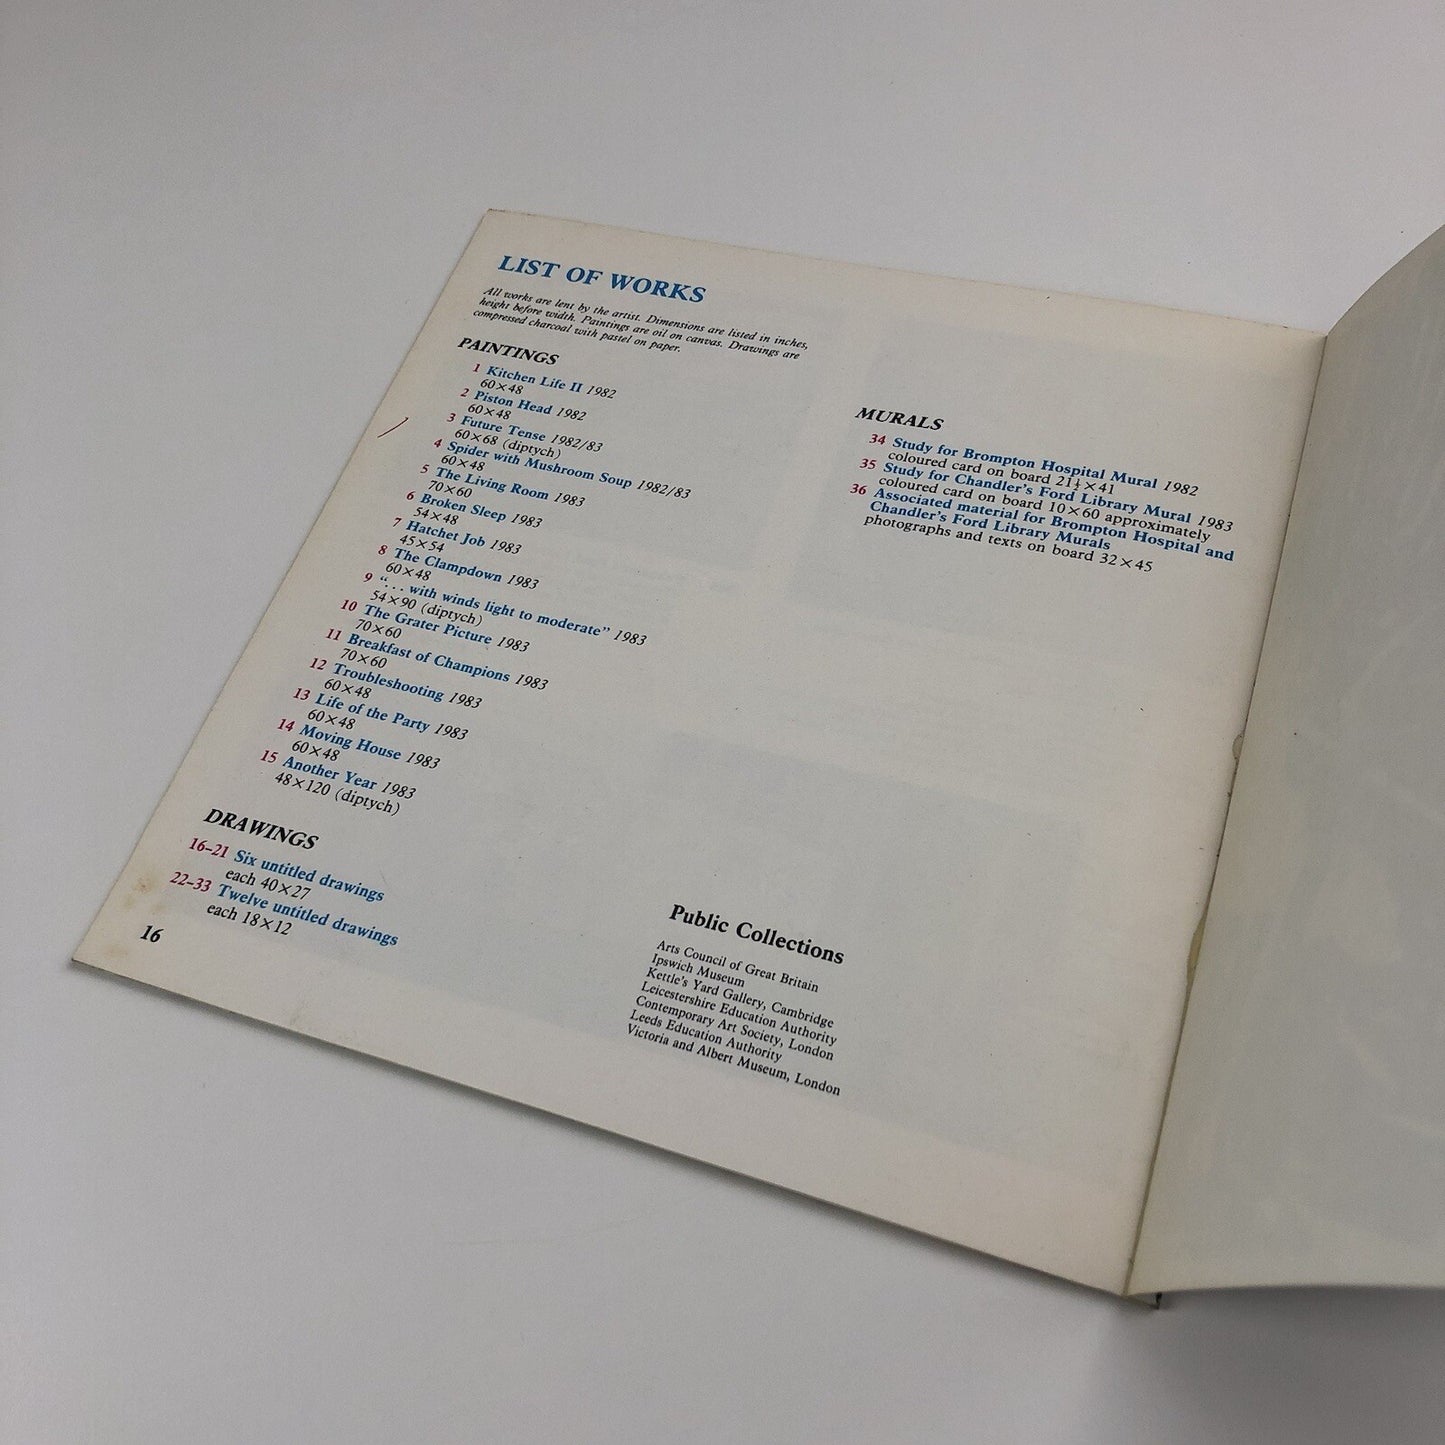 LIST OF WORKS
All works are lent by the artist. Dimensions are listed in inches,
height before width. Paintings are oil on canvas. Drawings are
compressed charcoal with pastel on paper.
PAINTINGS
1 Kitchen Life II 1982
60×48
2 Piston Head 1982
60×48
3 Future Tense 1982/83
60×68 (diptych)
4 Spider with Mushroom Soup 1982/83
60×48
5 The Living Room 1983
70×60
6 Broken Sleep 1983
54×48
7 Hatchet Job 1983
45×54
8 The Clampdown 1983
60×48
9 “... with winds light to moderate” 1983
54×90 (diptych)
10 The Grater Picture 1983
70×60
11 Breakfast of Champions 1983
70×60
12 Troubleshooting 1983
60×48
13 Life of the Party 1983
60×48
14 Moving House 1983
60×48
15 Another Year 1983
48×120 (diptych)
DRAWINGS
16–21 Six untitled drawings
each 40×27
22–33 Twelve untitled drawings
each 18×12
16
MURALS
34 Study for Brompton Hospital Mural 1982
coloured card on board 21½×41
35 Study for Chandler's Ford Library Mural 1983
coloured card on board 10×60 approximately
36 Associated material for Brompton Hospital and
Chandler's Ford Library Murals
photographs and texts on board 32×45
Public Collections
Arts Council of Great Britain
Ipswich Museum
Kettle's Yard Gallery, Cambridge
Leicestershire Education Authority
Contemporary Art Society, London
Leeds Education Authority
Victoria and Albert Museum, London